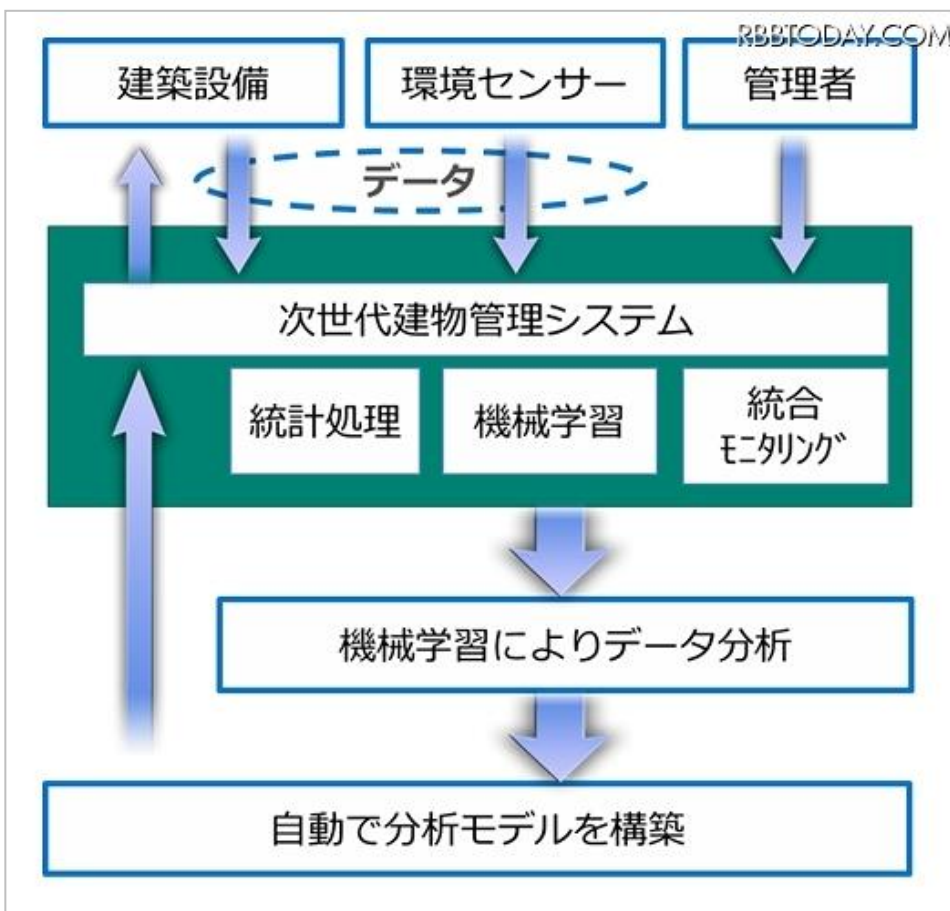 RBBTODAY.COM
建築設備
環境センサー
管理者
データ
次世代建物管理システム
統計処理
機械学習
統合
ﾓﾆﾀﾘﾝｸﾞ
機械学習によりデータ分析
自動で分析モデルを構築